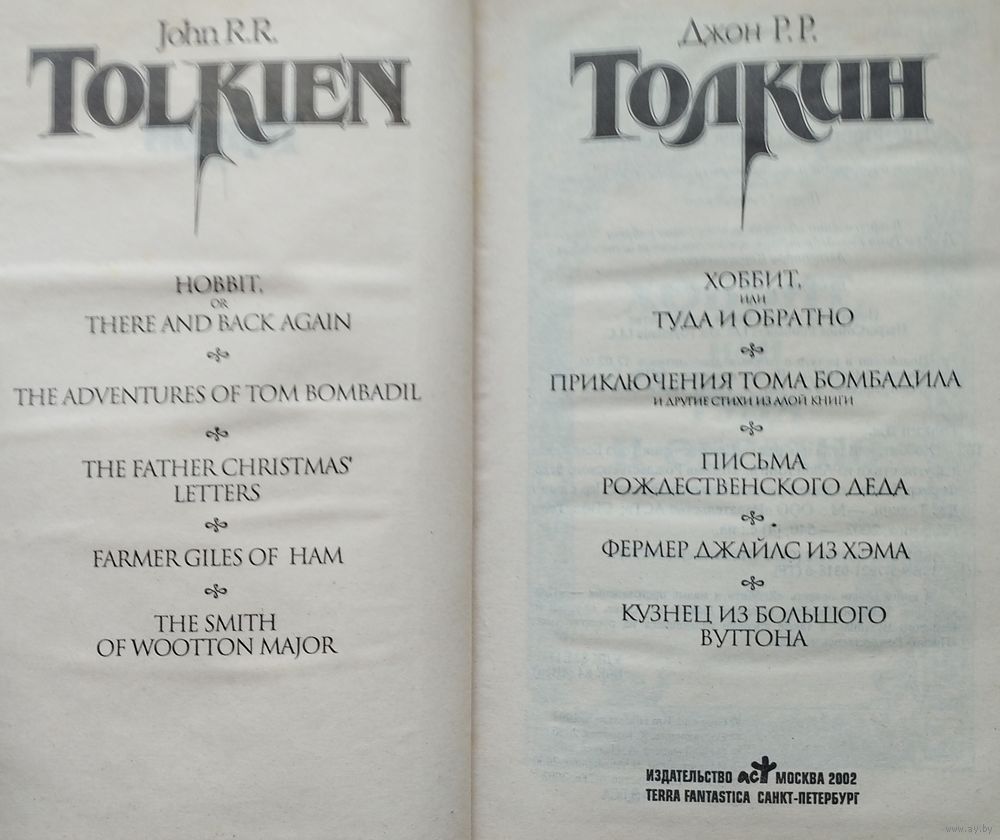 John R.R.
TOLKIEN
HOBBIT,
OR
THERE AND BACK AGAIN
THE ADVENTURES OF TOM BOMBADIL
THE FATHER CHRISTMAS'
LETTERS
FARMER GILES OF HAM
THE SMITH
OF WOOTTON MAJOR
Джон Р. Р.
ТОЛКИН
ХОББИТ,
ИЛИ
ТУДА И ОБРАТНО
ПРИКЛЮЧЕНИЯ ТОМА БОМБАДИЛА
И ДРУГИЕ СТИХИ ИЗ АЛОЙ КНИГИ
ПИСЬМА
РОЖДЕСТВЕНСКОГО ДЕДА
ФЕРМЕР ДЖАЙЛС ИЗ ХЭМА
КУЗНЕЦ ИЗ БОЛЬШОГО
ВУТТОНА
ИЗДАТЕЛЬСТВО аст МОСКВА 2002
TERRA FANTASTICA САНКТ-ПЕТЕРБУРГ
www.ay.by